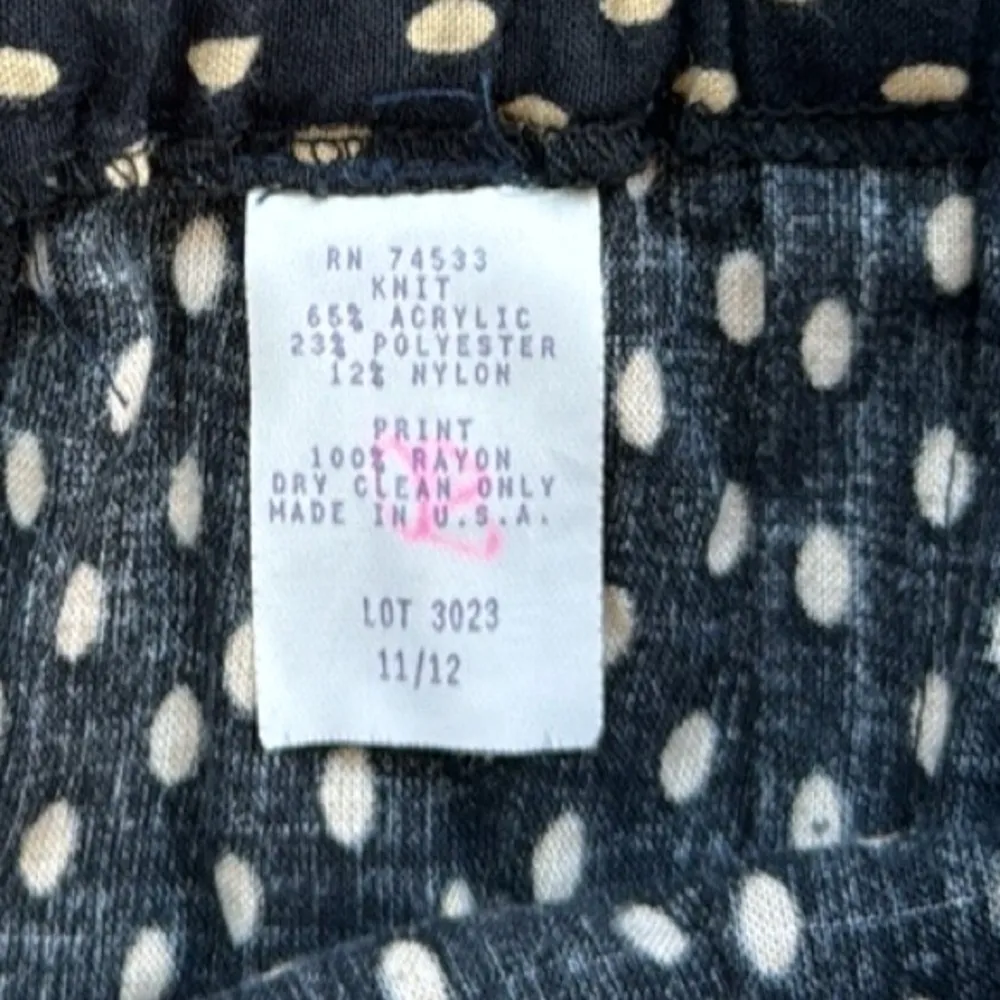 RN 74533
KNIT
65% ACRYLIC
23% POLYESTER
12% NYLON
PRINT
100% RAYON
DRY CLEAN ONLY
MADE IN U.S.A.
LOT 3023
11/12